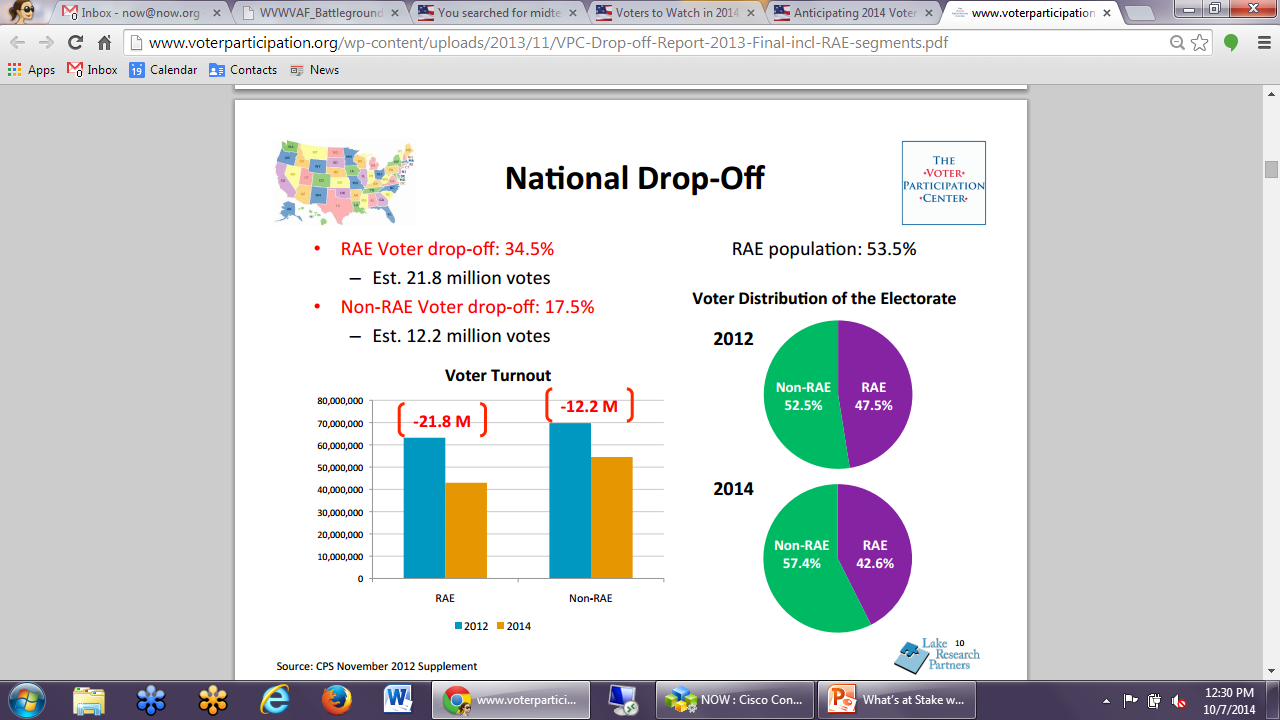 Inbox - now@now.org
WVWVAF_Battleground
You searched for midte
Voters to Watch in 2014
Anticipating 2014 Voter
www.voterparticipation
www.voterparticipation.org/wp-content/uploads/2013/11/VPC-Drop-off-Report-2013-Final-incl-RAE-segments.pdf
Apps
Inbox
19
Calendar
Contacts
News
National Drop-Off
THE
•VOTER•
PARTICIPATION
•CENTER•
• RAE Voter drop-off: 34.5%
– Est. 21.8 million votes
• Non-RAE Voter drop-off: 17.5%
– Est. 12.2 million votes
RAE population: 53.5%
Voter Distribution of the Electorate
Voter Turnout
80,000,000
70,000,000
60,000,000
50,000,000
40,000,000
30,000,000
20,000,000
10,000,000
0
-21.8 M
-12.2 M
RAE
Non-RAE
2012
2014
2012
Non-RAE
52.5%
RAE
47.5%
2014
Non-RAE
57.4%
RAE
42.6%
Source: CPS November 2012 Supplement
Lake
Research
Partners
10
www.voterpartici...
NOW : Cisco Con...
What's at Stake w...
12:30 PM
10/7/2014